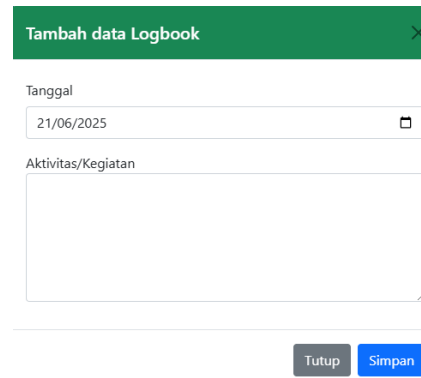 Tambah data Logbook
Tanggal
21/06/2025
Aktivitas/Kegiatan
Tutup Simpan